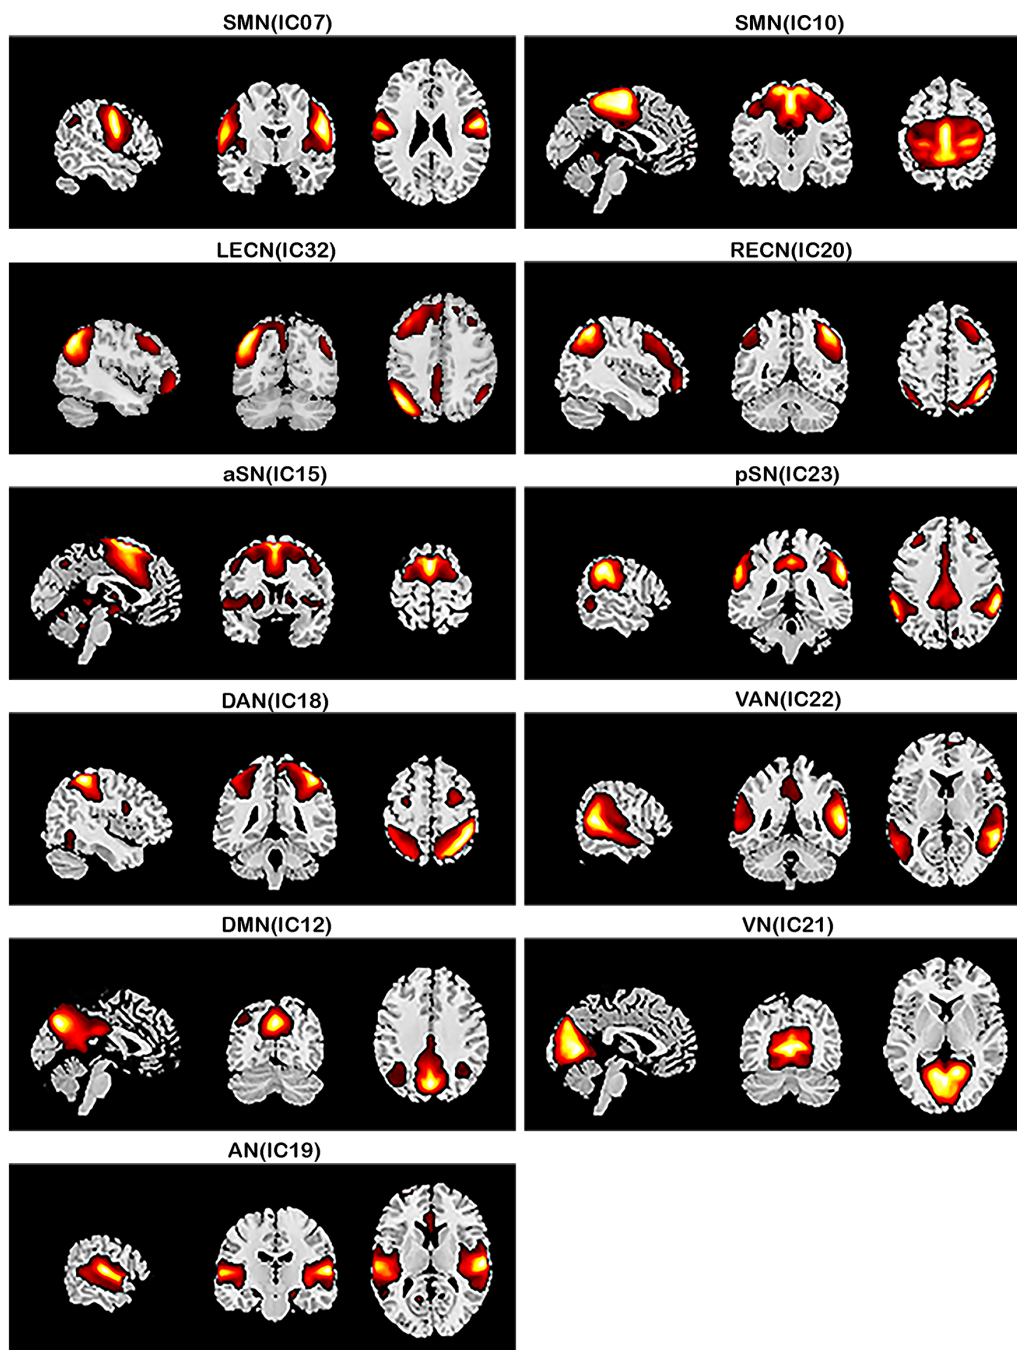 SMN(IC07)
SMN(IC10)
LECN(IC32)
RECN(IC20)
aSN(IC15)
pSN(IC23)
DAN(IC18)
VAN(IC22)
DMN(IC12)
VN(IC21)
AN(IC19)